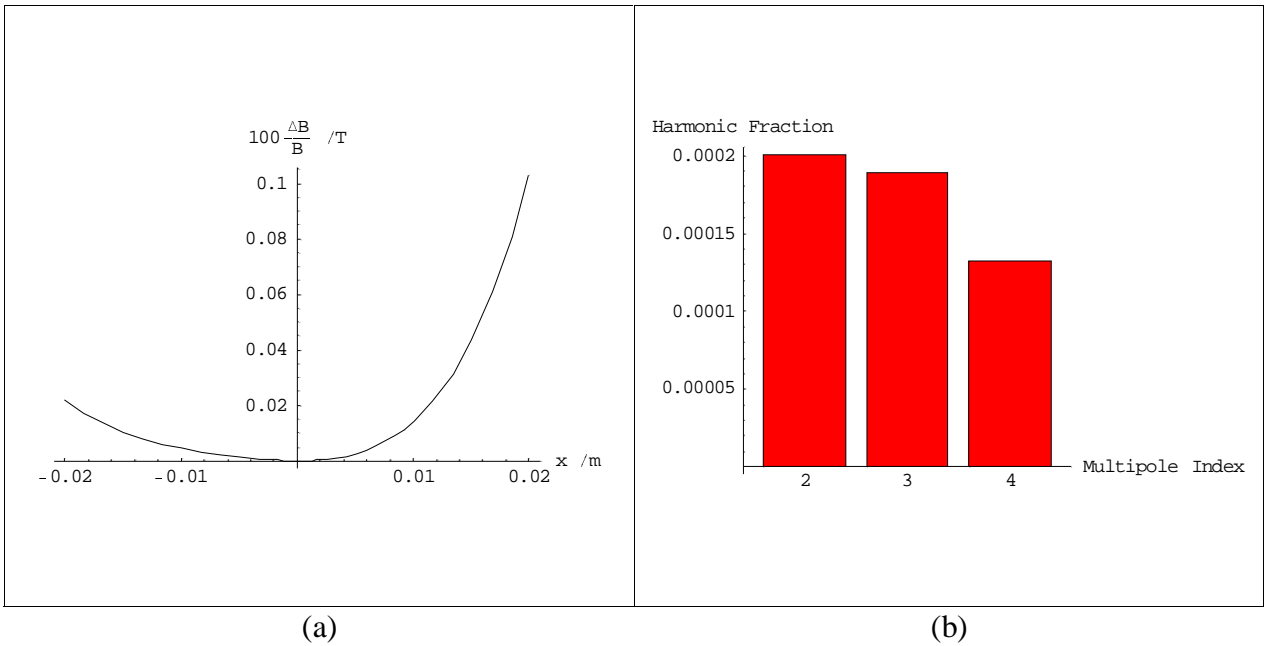 100 ΔB/B /T
0.1
0.08
0.06
0.04
0.02
-0.02 -0.01 0.01 0.02 x /m
(a)
Harmonic Fraction
0.0002
0.00015
0.0001
0.00005
2 3 4 Multipole Index
(b)